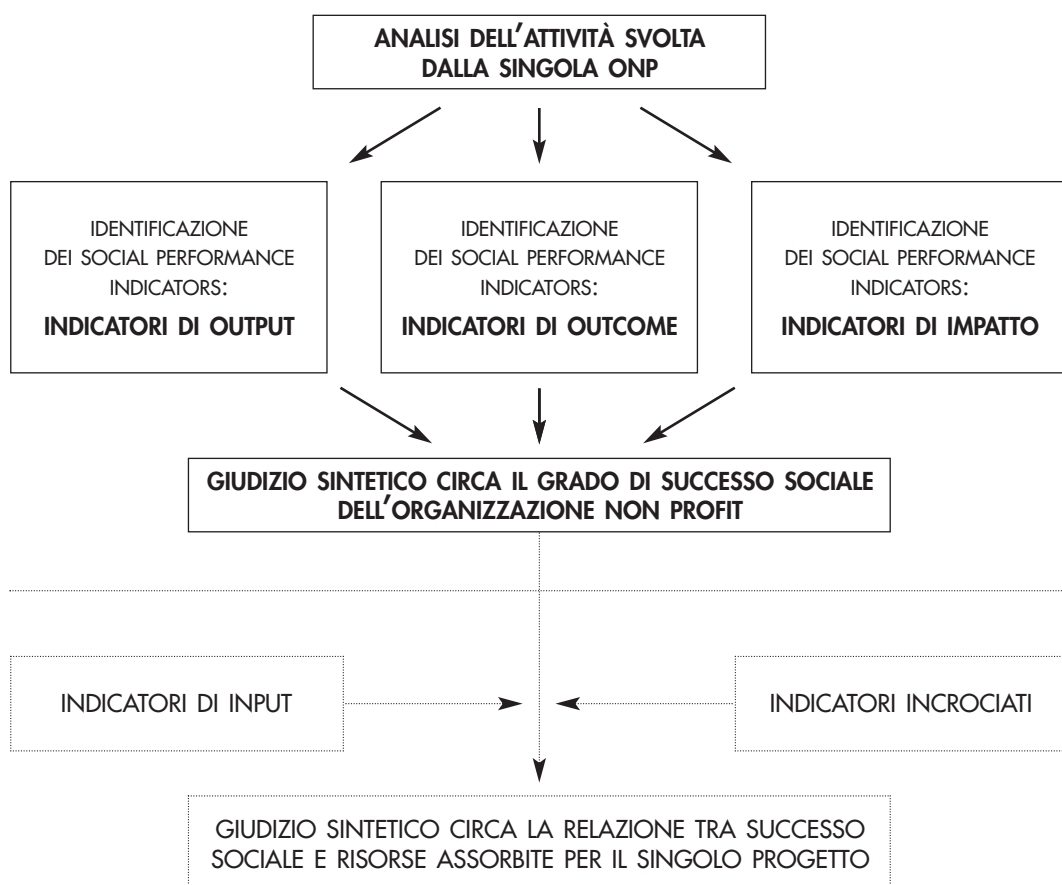 ANALISI DELL'ATTIVITÀ SVOLTA
DALLA SINGOLA ONP
IDENTIFICAZIONE
DEI SOCIAL PERFORMANCE
INDICATORS:
INDICATORI DI OUTPUT
IDENTIFICAZIONE
DEI SOCIAL PERFORMANCE
INDICATORS:
INDICATORI DI OUTCOME
IDENTIFICAZIONE
DEI SOCIAL PERFORMANCE
INDICATORS:
INDICATORI DI IMPATTO
GIUDIZIO SINTETICO CIRCA IL GRADO DI SUCCESSO SOCIALE
DELL'ORGANIZZAZIONE NON PROFIT
INDICATORI DI INPUT
INDICATORI INCROCIATI
GIUDIZIO SINTETICO CIRCA LA RELAZIONE TRA SUCCESSO
SOCIALE E RISORSE ASSORBITE PER IL SINGOLO PROGETTO